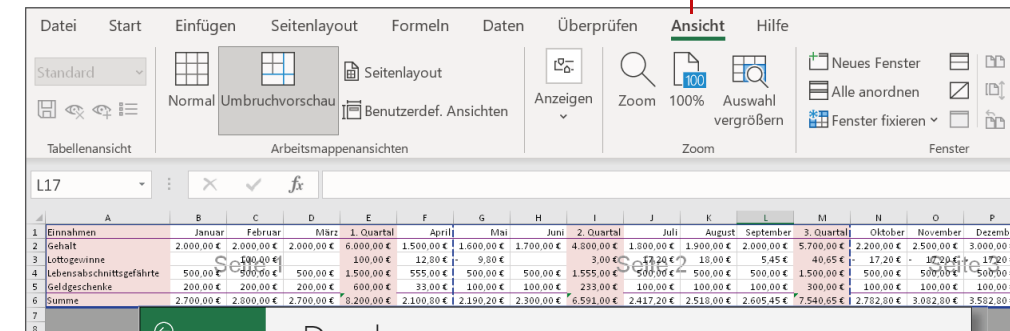 Datei Start Einfügen Seitenlayout Formeln Daten Überprüfen Ansicht Hilfe
Standard
Normal Umbruchvorschau Seitenlayout
Benutzerdef. Ansichten
Anzeigen
Zoom 100 100% Auswahl vergrößern
Neues Fenster
Alle anordnen
Fenster fixieren
Tabellenansicht Arbeitsmappenansichten Zoom Fenster
L17 fx
A B C D E F G H I J K L M N O P
1 Einnahmen Januar Februar März 1. Quartal April Mai Juni 2. Quartal Juli August September 3. Quartal Oktober November Dezemb
2 Gehalt 2.000,00 € 2.000,00 € 2.000,00 € 6.000,00 € 1.500,00 € 1.600,00 € 1.700,00 € 4.800,00 € 1.800,00 € 1.900,00 € 2.000,00 € 5.700,00 € 2.200,00 € 2.500,00 € 3.000,00
3 Lottogewinne 100,00 € 100,00 € 12,80 € - 9,80 € 3,00 € 17,20 € 18,00 € 5,45 € 40,65 € - 17,20 € - 17,20 € 17,20
4 Lebensabschnittsgefährte 500,00 € 500,00 € 500,00 € 1.500,00 € 555,00 € 500,00 € 500,00 € 1.555,00 € 500,00 € 500,00 € 500,00 € 1.500,00 € 500,00 € 500,00 € 500,00
5 Geldgeschenke 200,00 € 200,00 € 200,00 € 600,00 € 33,00 € 100,00 € 100,00 € 233,00 € 100,00 € 100,00 € 100,00 € 300,00 € 100,00 € 100,00 € 100,00
6 Summe 2.700,00 € 2.800,00 € 2.700,00 € 8.200,00 € 2.100,80 € 2.190,20 € 2.300,00 € 6.591,00 € 2.417,20 € 2.518,00 € 2.605,45 € 7.540,65 € 2.782,80 € 3.082,80 € 3.582,80
Seite 1 Seite 2 Seite 3
7
8